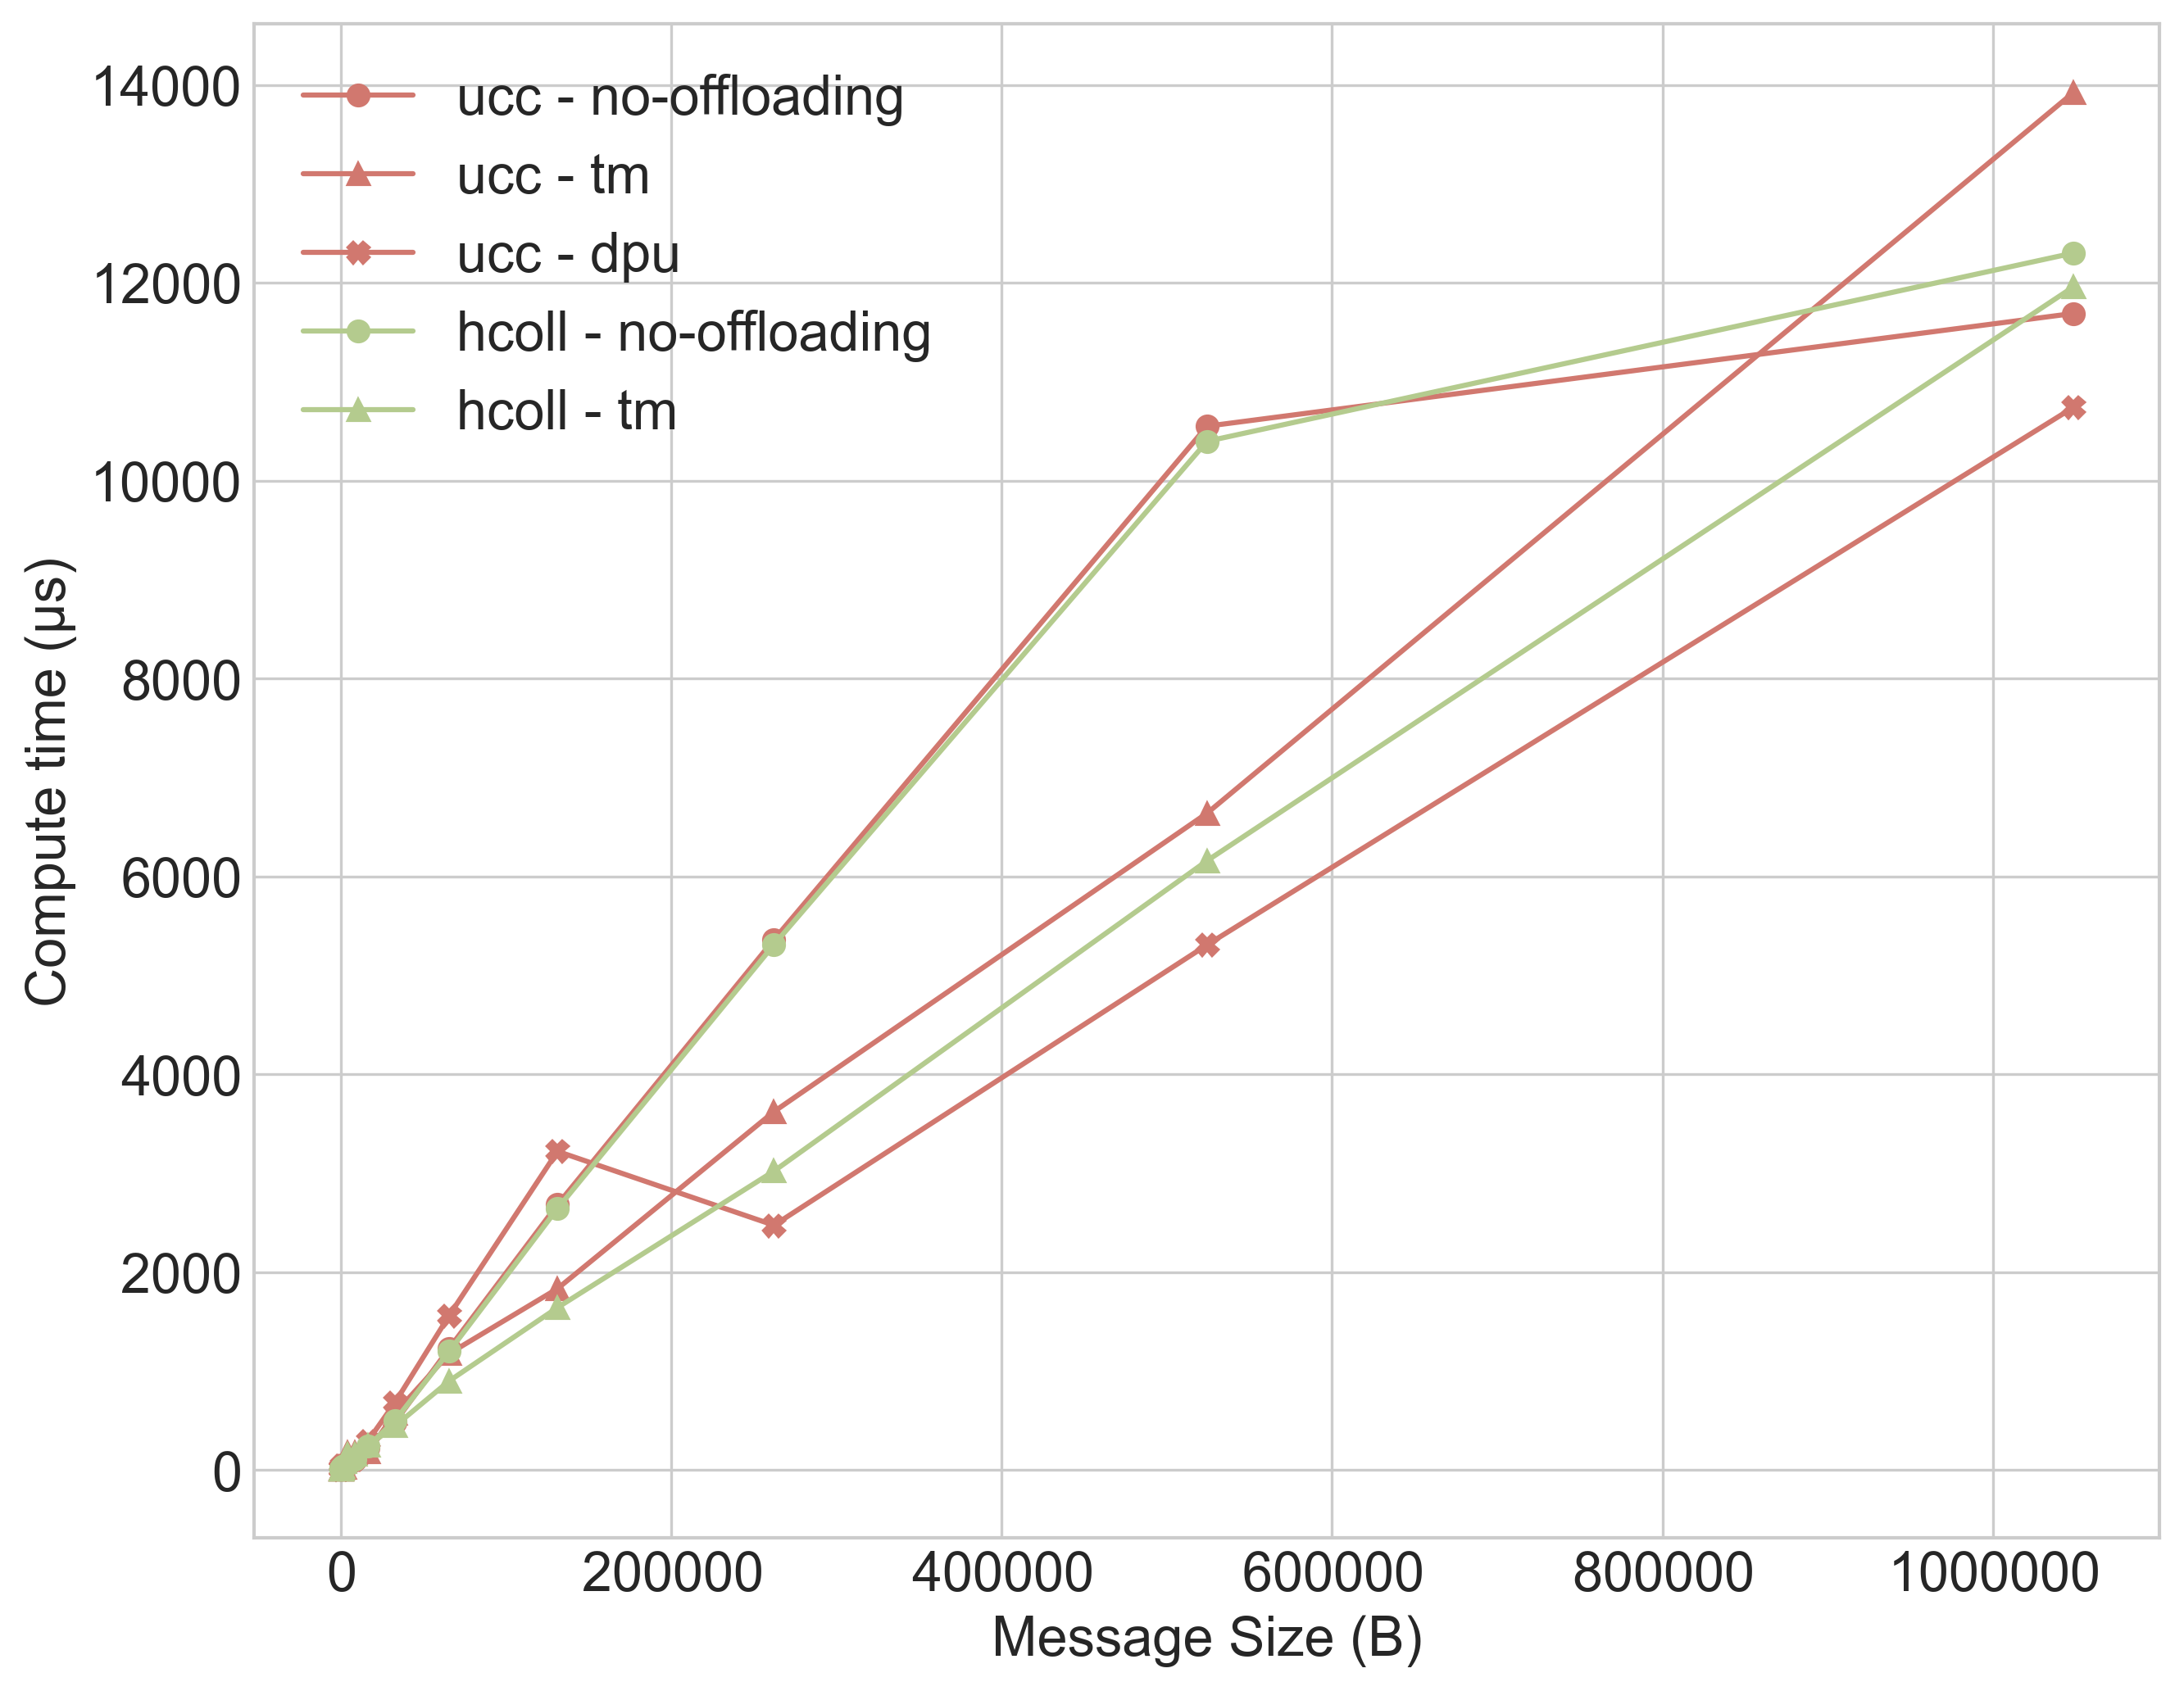 14000
12000
10000
8000
6000
4000
2000
0
Compute time (µs)
ucc - no-offloading
ucc - tm
ucc - dpu
hcoll - no-offloading
hcoll - tm
0 200000 400000 600000 800000 1000000
Message Size (B)